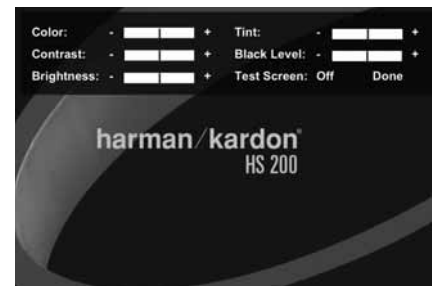 Color: - + Tint: - +
Contrast: - + Black Level: - +
Brightness: - + Test Screen: Off Done
harman/kardon®
HS 200